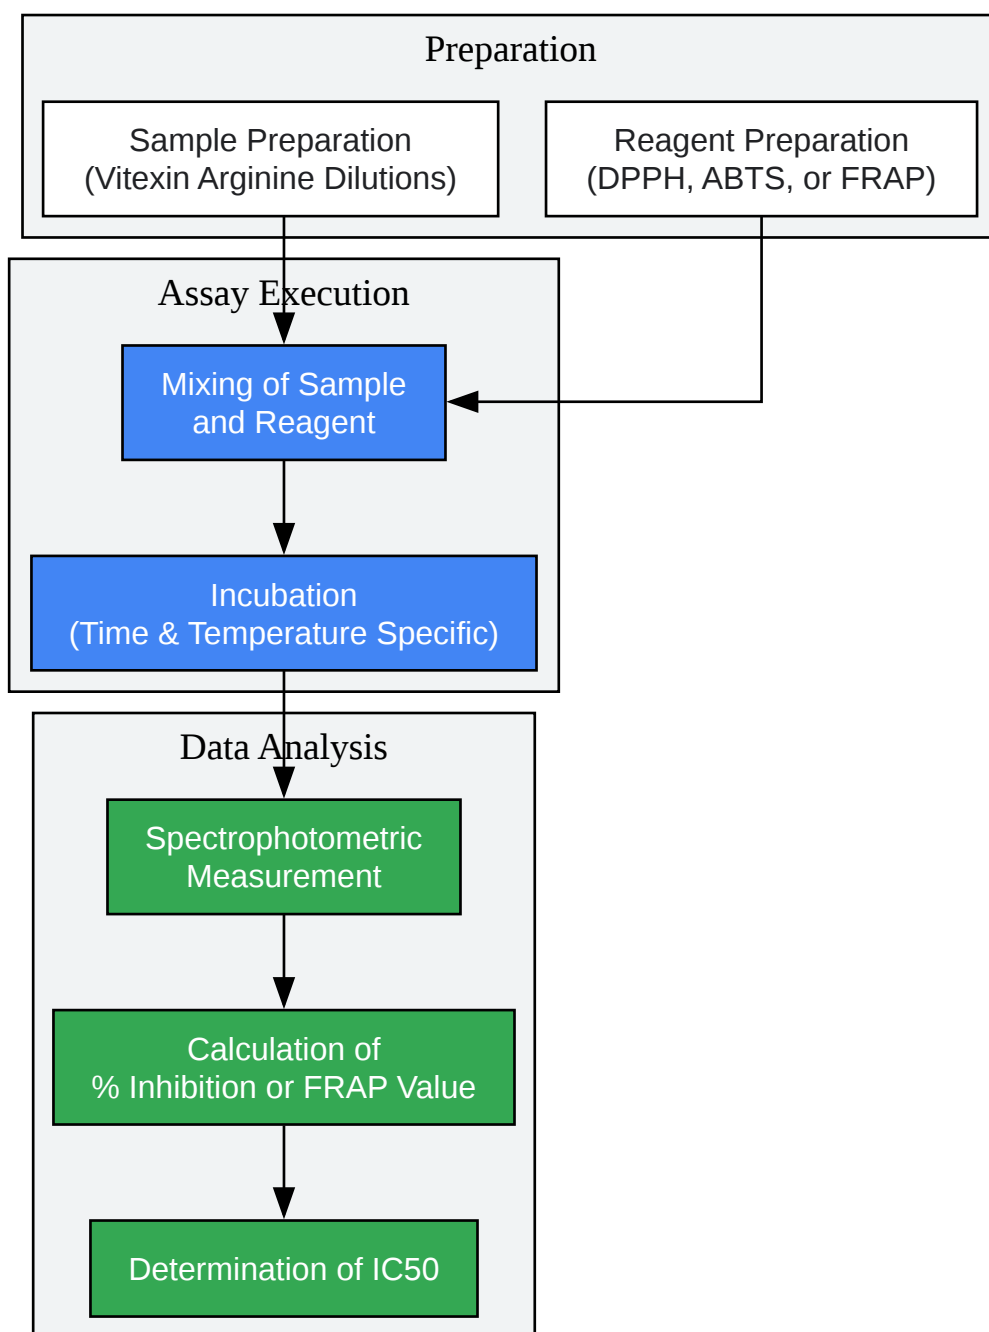 Preparation
Sample Preparation
(Vitexin Arginine Dilutions)
Reagent Preparation
(DPPH, ABTS, or FRAP)
Assay Execution
Mixing of Sample
and Reagent
Incubation
(Time & Temperature Specific)
Data Analysis
Spectrophotometric
Measurement
Calculation of
% Inhibition or FRAP Value
Determination of IC50